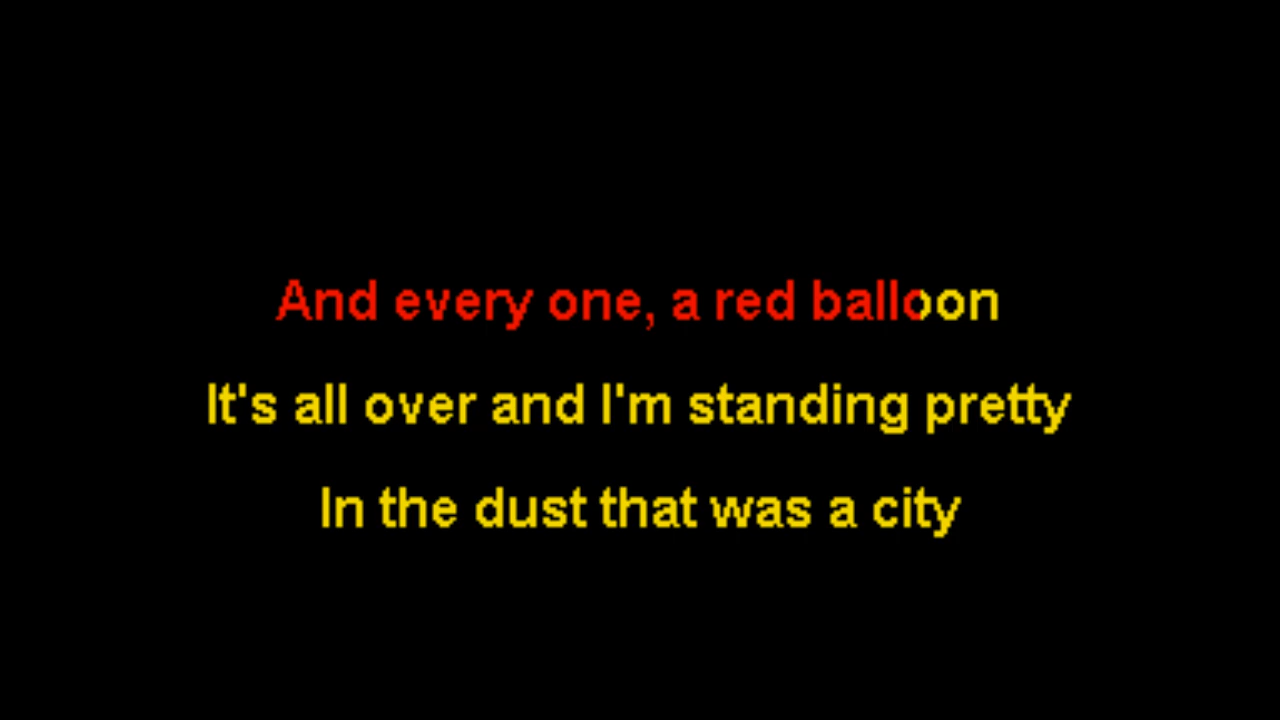 And every one, a red balloon
It's all over and I'm standing pretty
In the dust that was a city